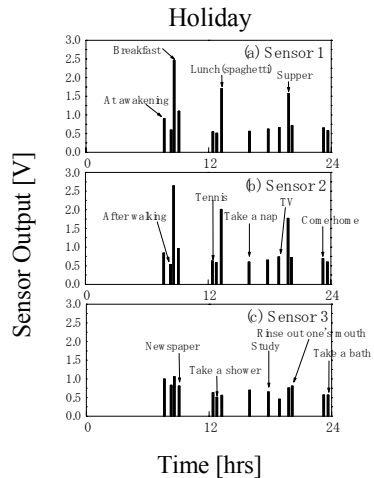 Holiday
Sensor Output [V]
3.0
2.5
2.0
1.5
1.0
0.5
0.0
(a) Sensor 1
Breakfast
Lunch(spaghetti)
Supper
At awakening
0
12
24
3.0
2.5
2.0
1.5
1.0
0.5
0.0
(b) Sensor 2
Tennis
TV
After walking
Take a nap
Come home
0
12
24
3.0
2.5
2.0
1.5
1.0
0.5
0.0
(c) Sensor 3
Rinse out one's mouth
Newspaper
Study
Take a shower
Take a bath
0
12
24
Time [hrs]